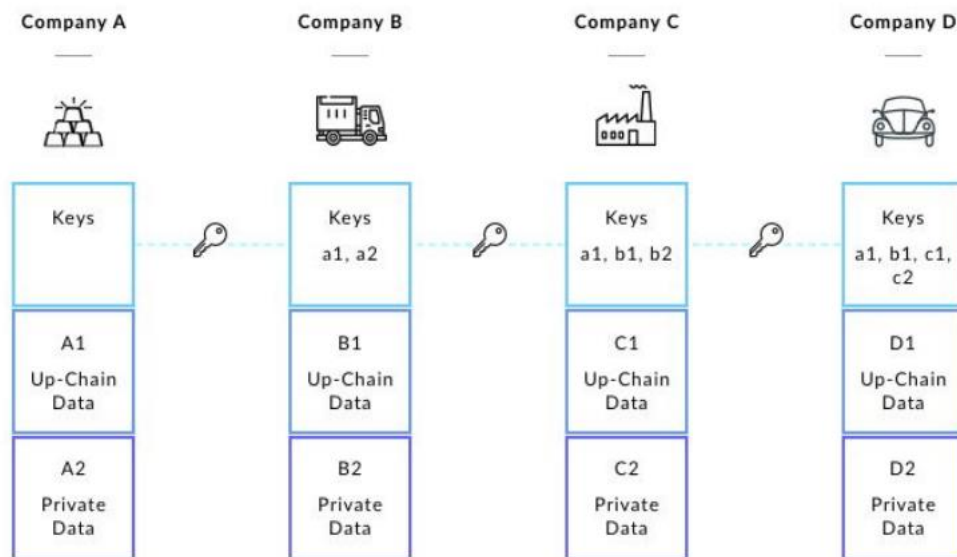 Company A
Company B
Company C
Company D
Keys
Keys
a1, a2
Keys
a1, b1, b2
Keys
a1, b1, c1,
c2
A1
Up-Chain
Data
B1
Up-Chain
Data
C1
Up-Chain
Data
D1
Up-Chain
Data
A2
Private
Data
B2
Private
Data
C2
Private
Data
D2
Private
Data